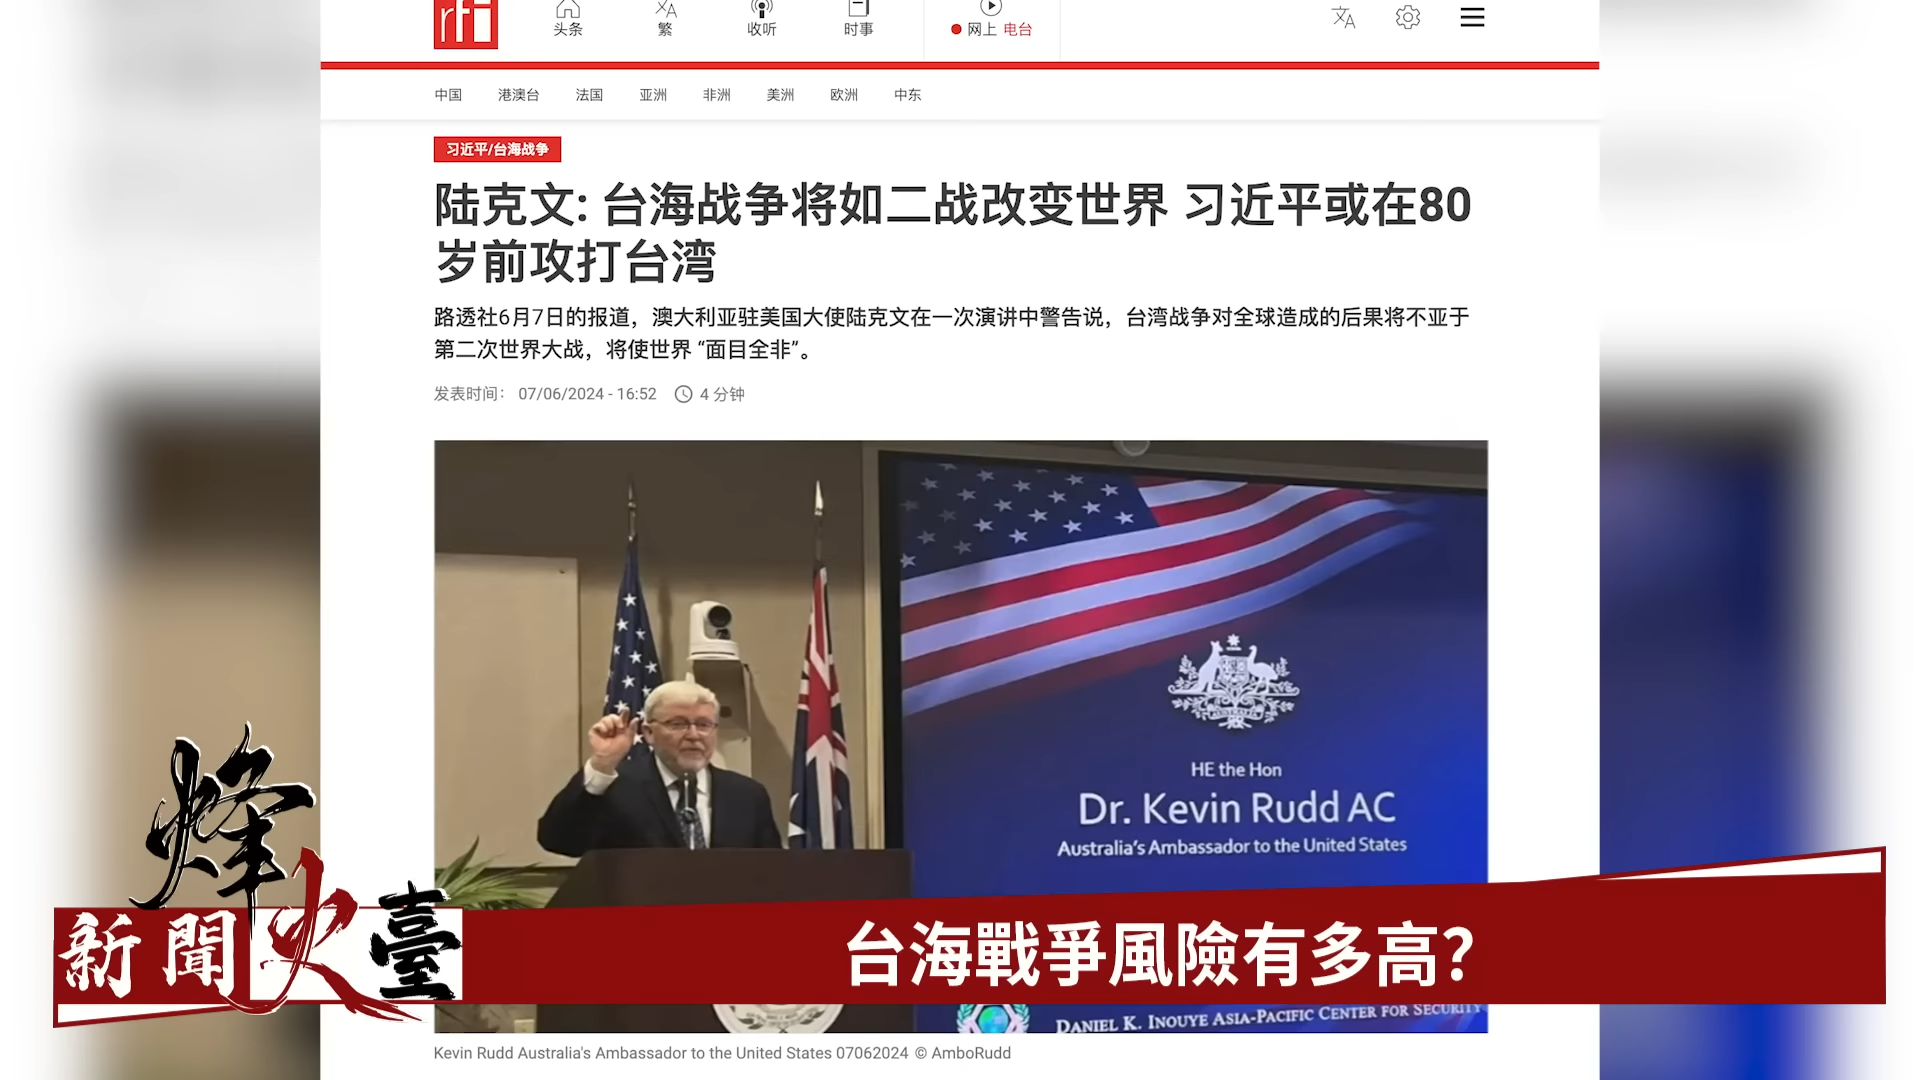 rfi
头条
繁
收听
时事
网上 电台
中国 港澳台 法国 亚洲 非洲 美洲 欧洲 中东
习近平/台海战争
陆克文: 台海战争将如二战改变世界 习近平或在80
岁前攻打台湾
路透社6月7日的报道，澳大利亚驻美国大使陆克文在一次演讲中警告说，台湾战争对全球造成的后果将不亚于
第二次世界大战，将使世界 “面目全非”。
发表时间： 07/06/2024 - 16:52 4 分钟
HE the Hon
Dr. Kevin Rudd AC
Australia's Ambassador to the United States
新聞烽火臺
台海戰爭風險有多高?
DANIEL K. INOUYE ASIA-PACIFIC CENTER FOR SECURITY
Kevin Rudd Australia's Ambassador to the United States 07062024 © AmboRudd